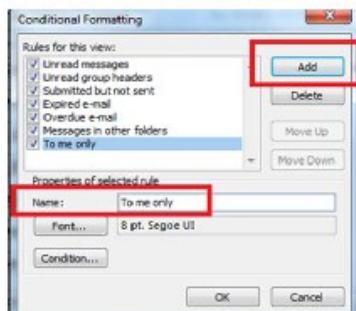 Conditional Formatting
Rules for this view:
Unread messages
Unread group headers
Submitted but not sent
Expired e-mail
Overdue e-mail
Messages in other folders
To me only
Add
Delete
Move Up
Move Down
Properties of selected rule
Name: To me only
Font... 8 pt. Segoe UI
Condition...
OK Cancel